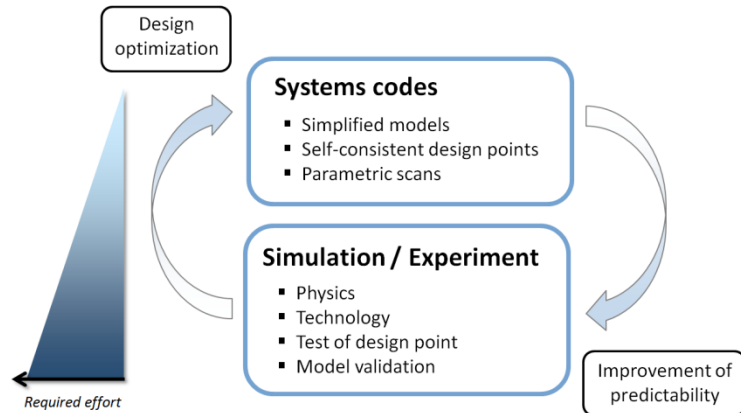 Design
optimization
Systems codes
▪ Simplified models
▪ Self-consistent design points
▪ Parametric scans
Simulation / Experiment
▪ Physics
▪ Technology
▪ Test of design point
▪ Model validation
Improvement of
predictability
Required effort